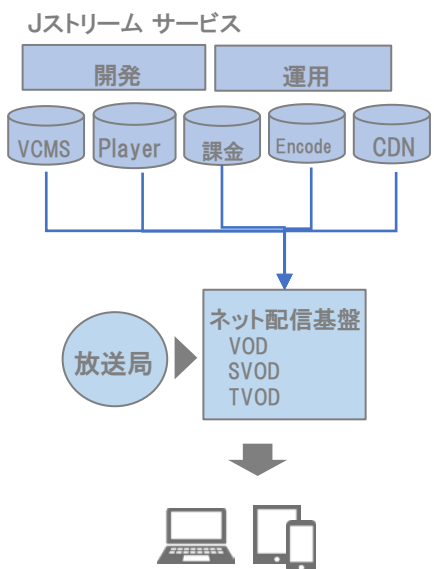 Jストリーム サービス
開発 運用
VCMS Player 課金 Encode CDN
ネット配信基盤
VOD
放送局
SVOD
TVOD